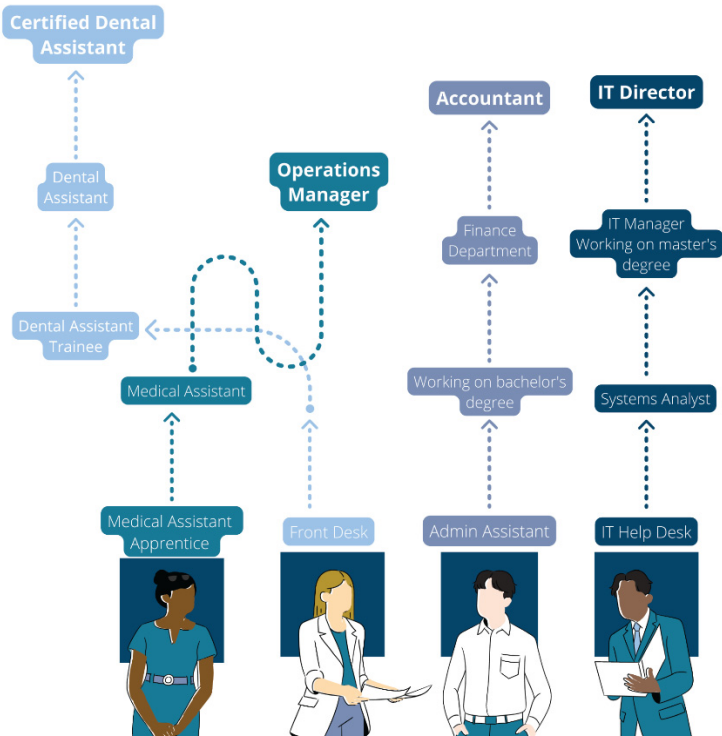 Certified Dental
Assistant
Dental
Assistant
Dental Assistant
Trainee
Operations
Manager
Medical Assistant
Medical Assistant
Apprentice
Front Desk
Accountant
Finance
Department
Working on bachelor's
degree
Admin Assistant
IT Director
IT Manager
Working on master's
degree
Systems Analyst
IT Help Desk